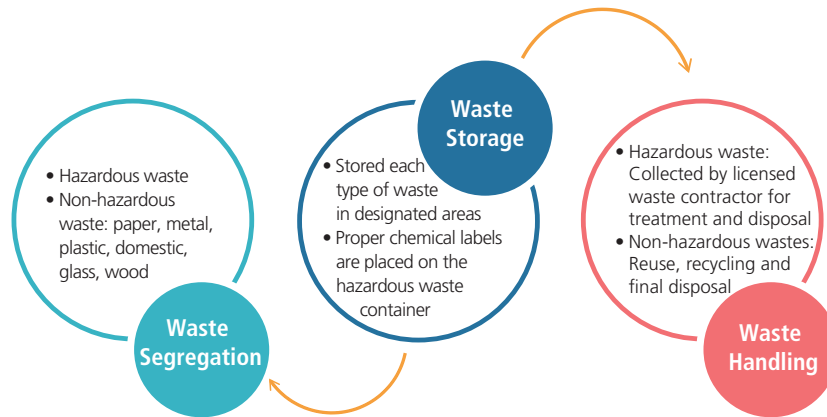 • Hazardous waste
• Non-hazardous
waste: paper, metal,
plastic, domestic,
glass, wood
Waste
Segregation
Waste
Storage
• Stored each
type of waste
in designated areas
• Proper chemical labels
are placed on the
hazardous waste
container
• Hazardous waste:
Collected by licensed
waste contractor for
treatment and disposal
• Non-hazardous wastes:
Reuse, recycling and
final disposal
Waste
Handling